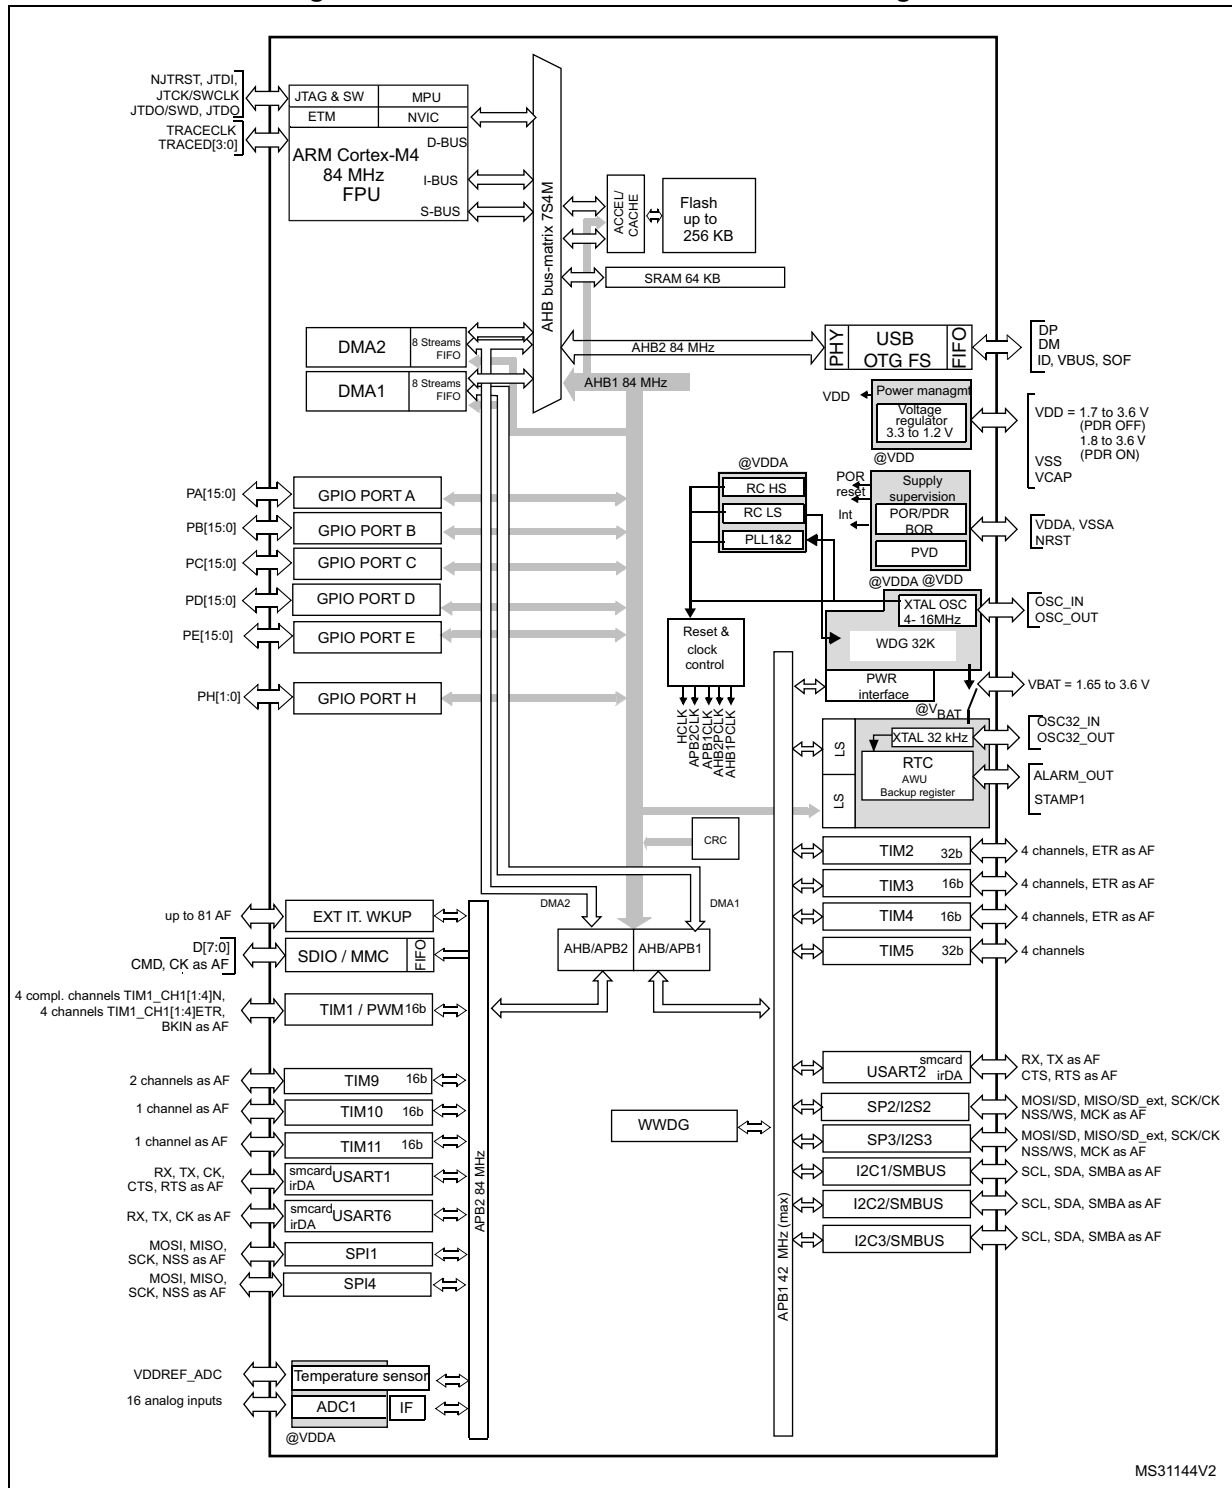 NJTRST, JTDI,
JTCK/SWCLK
JTDO/SWD, JTDO
TRACECLK
TRACED[3:0]
JTAG & SW
MPU
ETM
NVIC
ARM Cortex-M4
84 MHz
FPU
D-BUS
I-BUS
S-BUS
AHB bus-matrix 7S4M
ACCEL/
CACHE
Flash
up to
256 KB
SRAM 64 KB
DMA2
8 Streams
FIFO
DMA1
8 Streams
FIFO
AHB2 84 MHz
AHB1 84 MHz
PHY
USB
OTG FS
FIFO
DP
DM
ID, VBUS, SOF
VDD
Power managmt
Voltage
regulator
3.3 to 1.2 V
@VDD
VDD = 1.7 to 3.6 V
(PDR OFF)
1.8 to 3.6 V
(PDR ON)
VSS
VCAP
@VDDA
RC HS
RC LS
PLL1&2
POR
reset
Int
Supply
supervision
POR/PDR
BOR
PVD
VDDA, VSSA
NRST
@VDDA @VDD
XTAL OSC
4- 16MHz
WDG 32K
OSC_IN
OSC_OUT
PWR
interface
VBAT = 1.65 to 3.6 V
@VBAT
Reset &
clock
control
HCLK
APB2CLK
APB1CLK
AHB2PCLK
AHB1PCLK
LS
LS
XTAL 32 kHz
RTC
AWU
Backup register
OSC32_IN
OSC32_OUT
ALARM_OUT
STAMP1
PA[15:0]
GPIO PORT A
PB[15:0]
GPIO PORT B
PC[15:0]
GPIO PORT C
PD[15:0]
GPIO PORT D
PE[15:0]
GPIO PORT E
PH[1:0]
GPIO PORT H
CRC
DMA2
DMA1
AHB/APB2
AHB/APB1
TIM2 32b
4 channels, ETR as AF
TIM3 16b
4 channels, ETR as AF
TIM4 16b
4 channels, ETR as AF
TIM5 32b
4 channels
up to 81 AF
EXT IT. WKUP
D[7:0]
CMD, CK as AF
SDIO / MMC
FIFO
4 compl. channels TIM1_CH1[1:4]N,
4 channels TIM1_CH1[1:4]ETR,
BKIN as AF
TIM1 / PWM 16b
2 channels as AF
TIM9 16b
1 channel as AF
TIM10 16b
1 channel as AF
TIM11 16b
RX, TX, CK,
CTS, RTS as AF
smcard
irDA
USART1
RX, TX, CK as AF
smcard
irDA
USART6
MOSI, MISO,
SCK, NSS as AF
SPI1
MOSI, MISO,
SCK, NSS as AF
SPI4
VDDREF_ADC
Temperature sensor
16 analog inputs
ADC1
IF
@VDDA
APB2 84 MHz
WWDG
APB1 42 MHz (max)
smcard
USART2 irDA
RX, TX as AF
CTS, RTS as AF
SP2/I2S2
MOSI/SD, MISO/SD_ext, SCK/CK
NSS/WS, MCK as AF
SP3/I2S3
MOSI/SD, MISO/SD_ext, SCK/CK
NSS/WS, MCK as AF
I2C1/SMBUS
SCL, SDA, SMBA as AF
I2C2/SMBUS
SCL, SDA, SMBA as AF
I2C3/SMBUS
SCL, SDA, SMBA as AF
MS31144V2